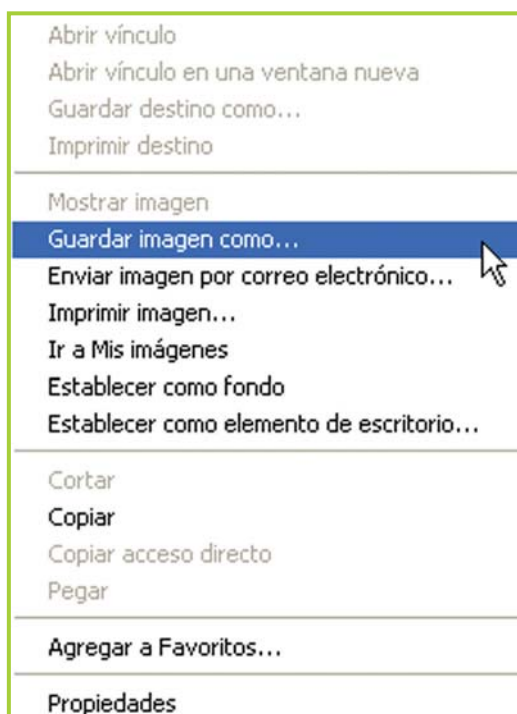 Abrir vínculo
Abrir vínculo en una ventana nueva
Guardar destino como...
Imprimir destino
Mostrar imagen
Guardar imagen como...
Enviar imagen por correo electrónico...
Imprimir imagen...
Ir a Mis imágenes
Establecer como fondo
Establecer como elemento de escritorio...
Cortar
Copiar
Copiar acceso directo
Pegar
Agregar a Favoritos...
Propiedades